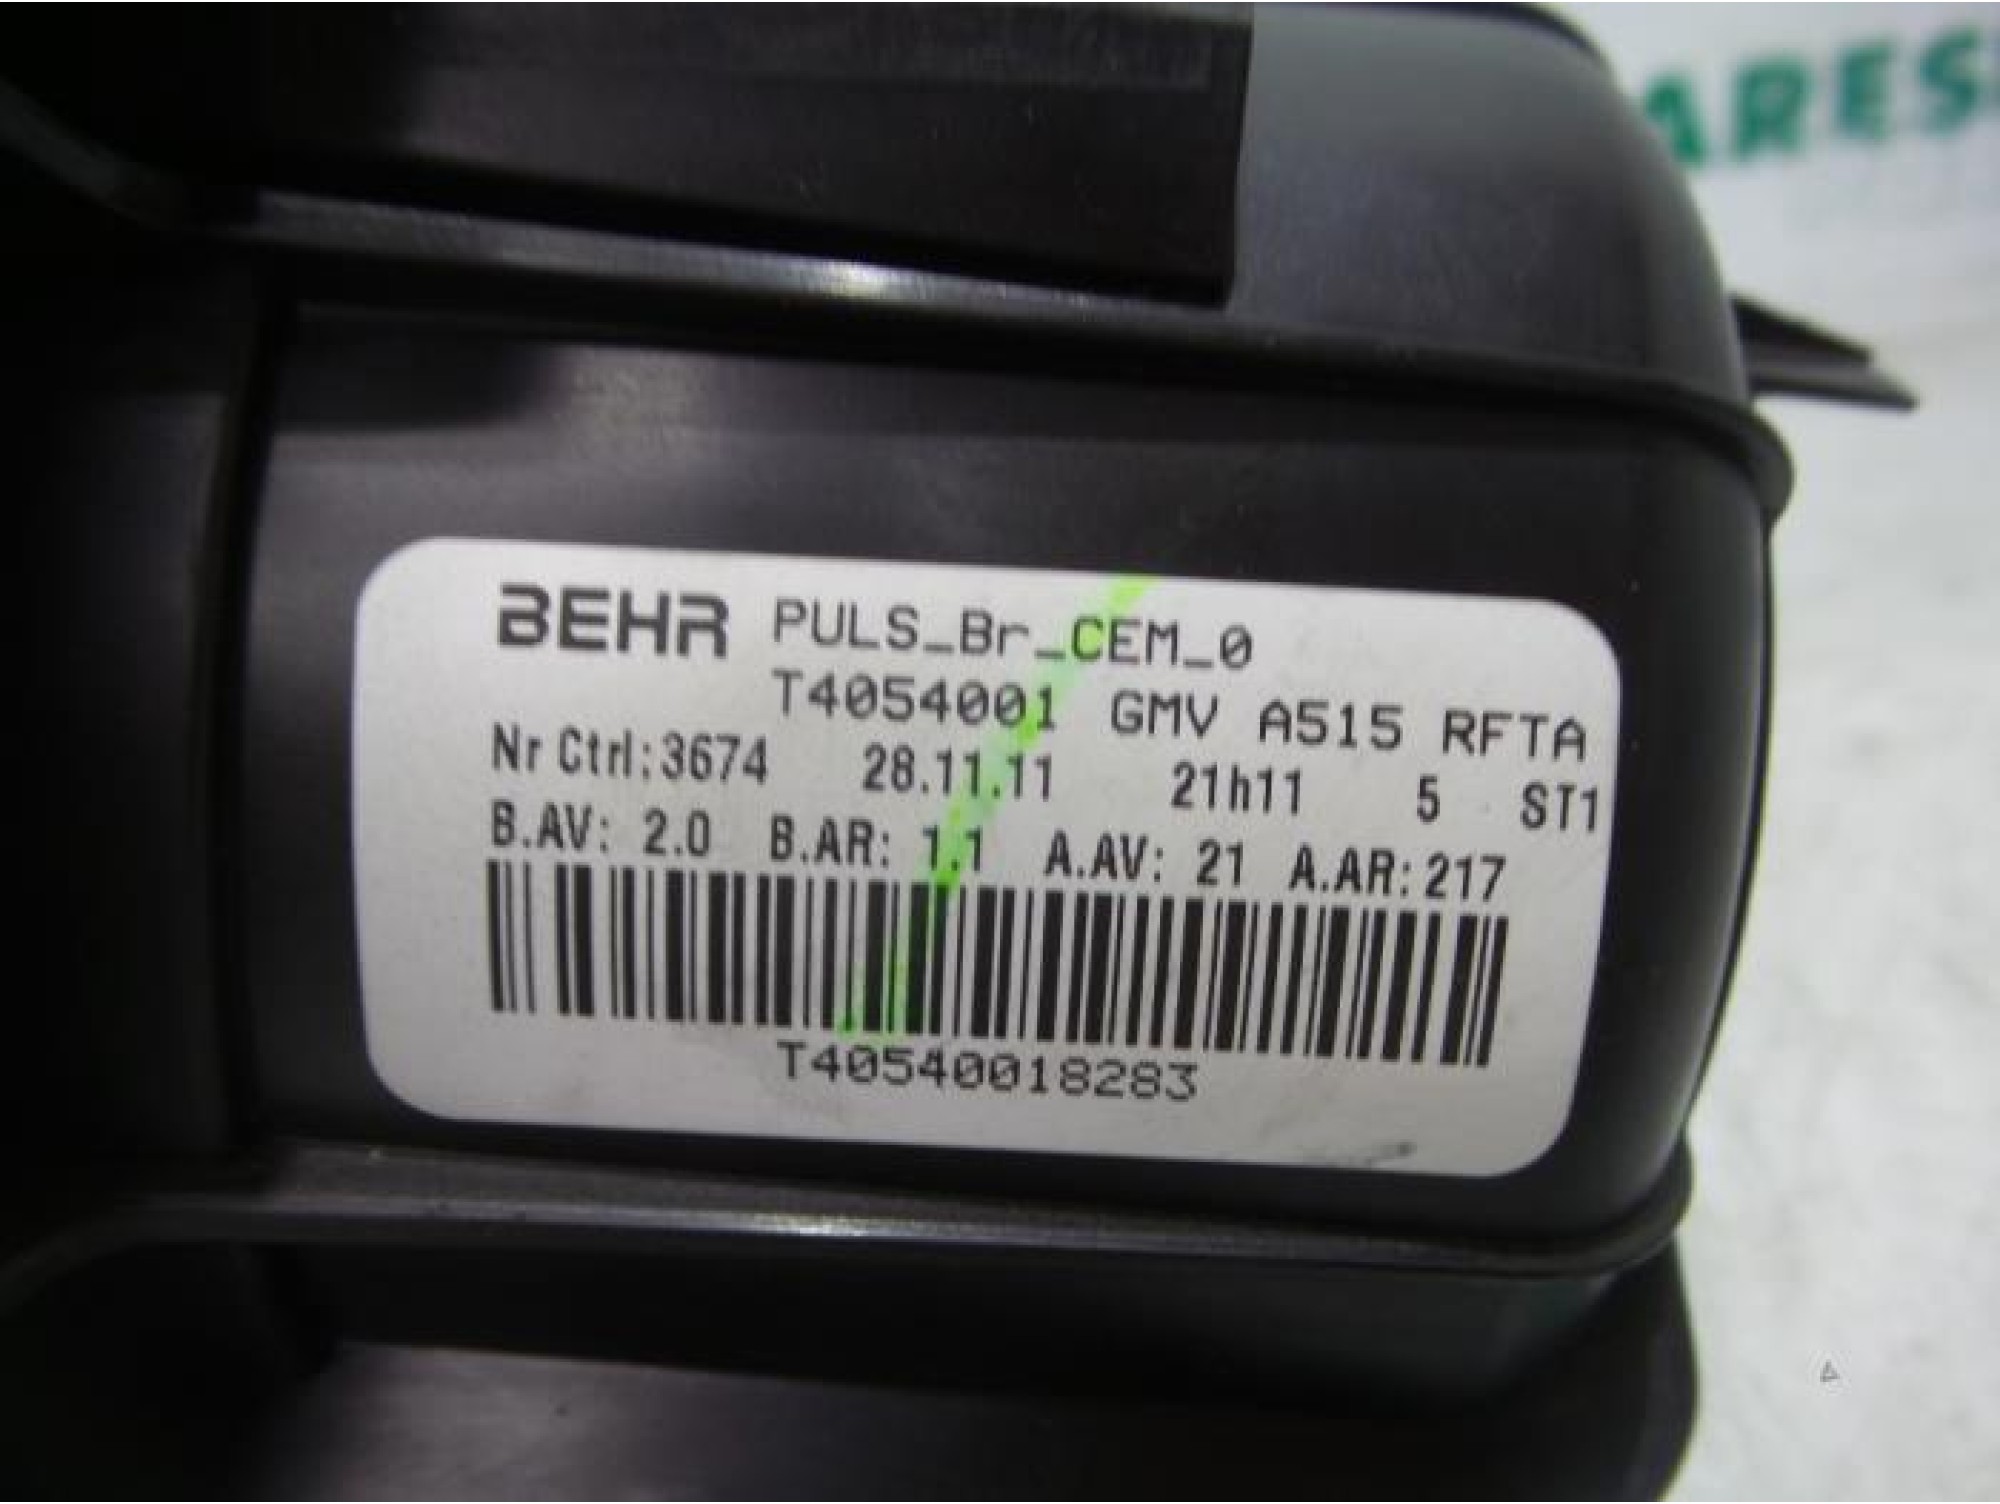 ARES
BEHR PULS_Br_CEM_0
T4054001 GMV A515 RFTA
Nr Ctrl:3674 28.11.11 21h11 5 ST1
B.AV: 2.0 B.AR: 1.1 A.AV: 21 A.AR: 217
T40540018283